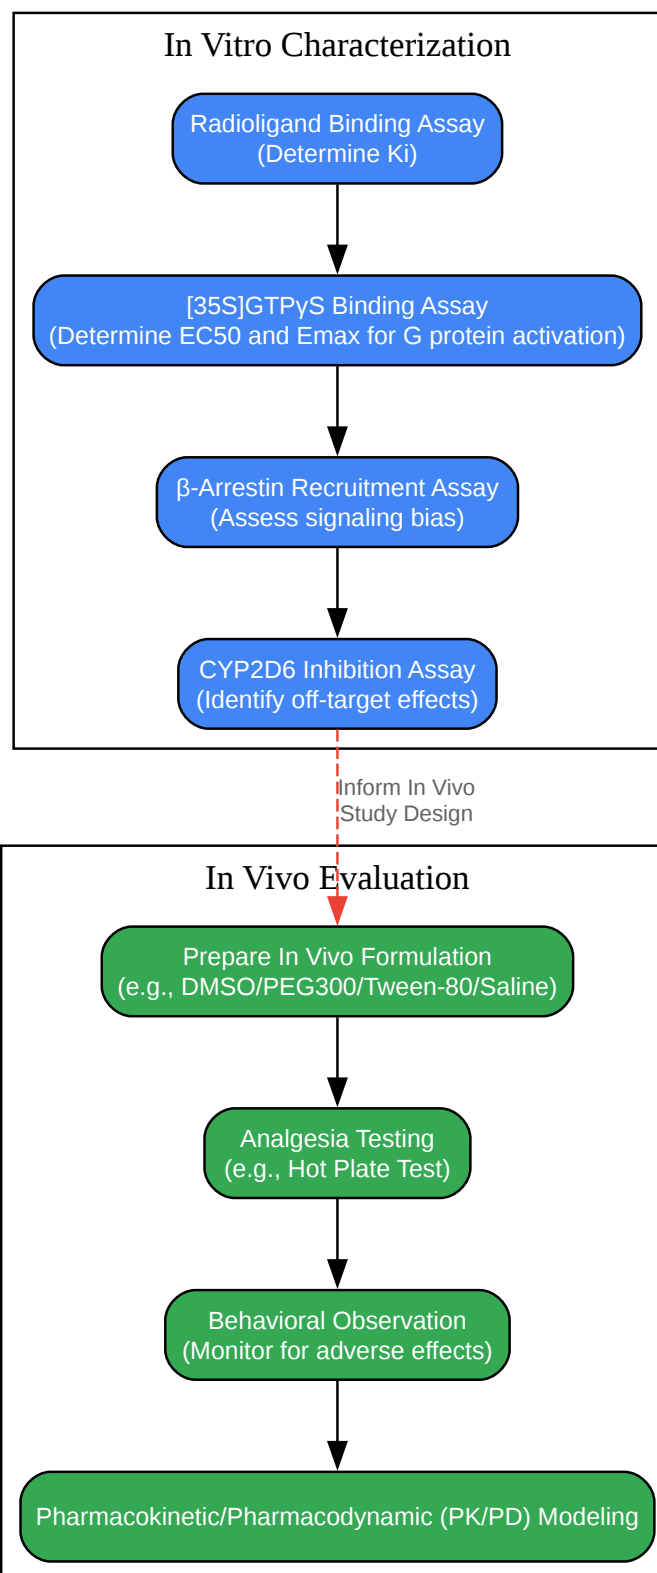 In Vitro Characterization
Radioligand Binding Assay
(Determine Ki)
[35S]GTPγS Binding Assay
(Determine EC50 and Emax for G protein activation)
β-Arrestin Recruitment Assay
(Assess signaling bias)
CYP2D6 Inhibition Assay
(Identify off-target effects)
Inform In Vivo
Study Design
In Vivo Evaluation
Prepare In Vivo Formulation
(e.g., DMSO/PEG300/Tween-80/Saline)
Analgesia Testing
(e.g., Hot Plate Test)
Behavioral Observation
(Monitor for adverse effects)
Pharmacokinetic/Pharmacodynamic (PK/PD) Modeling